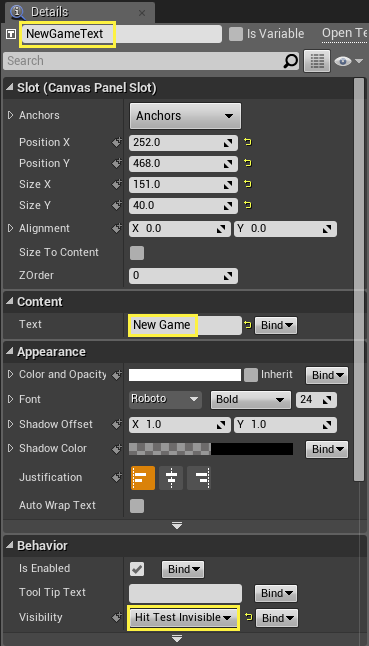 Details
NewGameText Is Variable Open Te
Search
Slot (Canvas Panel Slot)
Anchors Anchors
Position X 252.0
Position Y 468.0
Size X 151.0
Size Y 40.0
Alignment X 0.0 Y 0.0
Size To Content
ZOrder 0
Content
Text New Game Bind
Appearance
Color and Opacity Inherit Bind
Font Roboto Bold 24
Shadow Offset X 1.0 Y 1.0
Shadow Color Bind
Justification
Auto Wrap Text
Behavior
Is Enabled Bind
Tool Tip Text Bind
Visibility Hit Test Invisible Bind